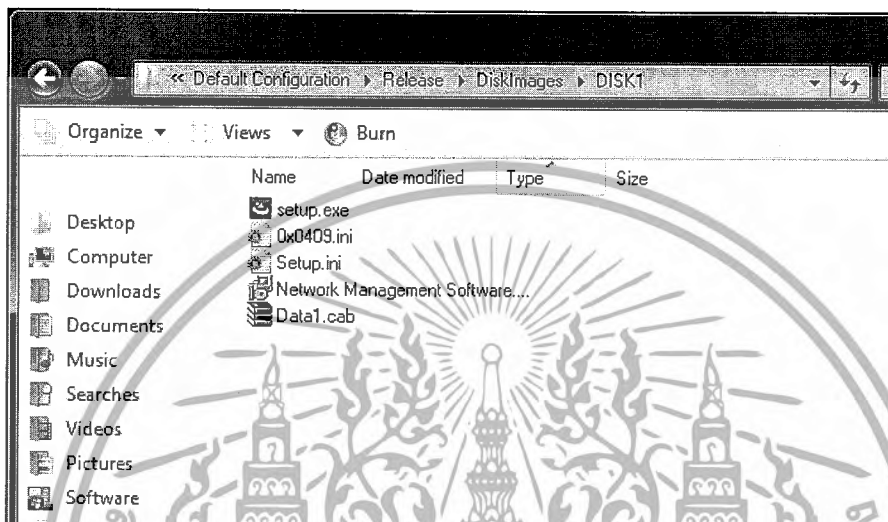 « Default Configuration ▸ Release ▸ DiskImages ▸ DISK1
Organize ▾ Views ▾ Burn
Name Date modified Type Size
setup.exe
0x0409.ini
Setup.ini
Network Management Software....
Data1.cab
Desktop
Computer
Downloads
Documents
Music
Searches
Videos
Pictures
Software